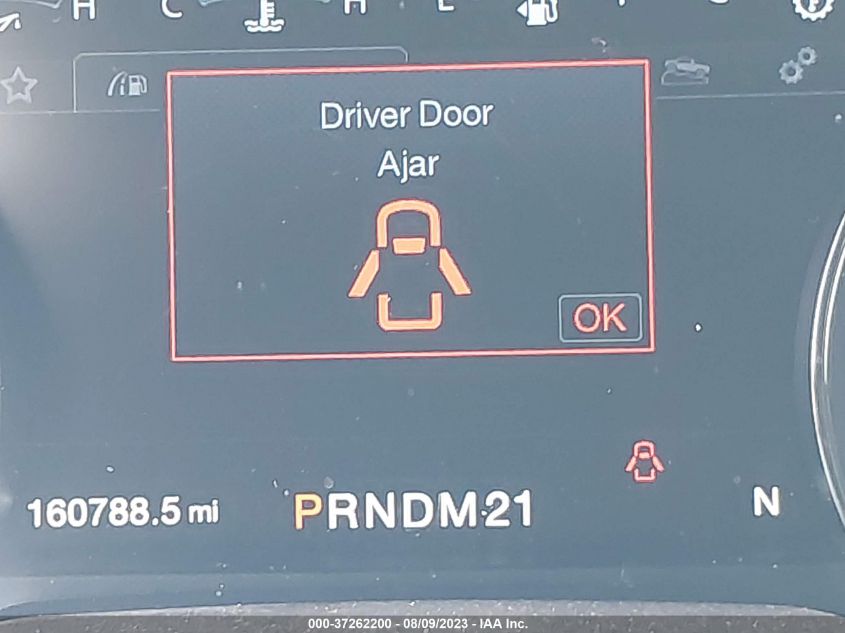 H C H E
Driver Door
Ajar
OK
160788.5 mi PRNDM21 N
000-37262200 - 08/09/2023 - IAA Inc.